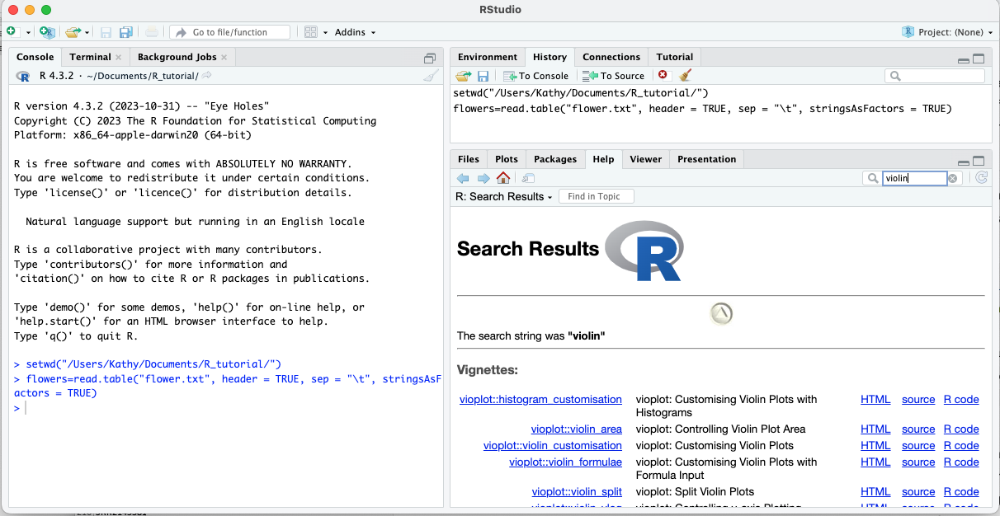 RStudio
Go to file/function
Addins
Project: (None)
Console Terminal Background Jobs
R R 4.3.2 · ~/Documents/R_tutorial/
R version 4.3.2 (2023-10-31) -- "Eye Holes"
Copyright (C) 2023 The R Foundation for Statistical Computing
Platform: x86_64-apple-darwin20 (64-bit)
R is free software and comes with ABSOLUTELY NO WARRANTY.
You are welcome to redistribute it under certain conditions.
Type 'license()' or 'licence()' for distribution details.
Natural language support but running in an English locale
R is a collaborative project with many contributors.
Type 'contributors()' for more information and
'citation()' on how to cite R or R packages in publications.
Type 'demo()' for some demos, 'help()' for on-line help, or
'help.start()' for an HTML browser interface to help.
Type 'q()' to quit R.
> setwd("/Users/Kathy/Documents/R_tutorial/")
> flowers=read.table("flower.txt", header = TRUE, sep = "\t", stringsAsF
actors = TRUE)
>
Environment History Connections Tutorial
To Console To Source
setwd("/Users/Kathy/Documents/R_tutorial/")
flowers=read.table("flower.txt", header = TRUE, sep = "\t", stringsAsFactors = TRUE)
Files Plots Packages Help Viewer Presentation
violin
R: Search Results Find in Topic
Search Results R
The search string was "violin"
Vignettes:
vioplot::histogram_customisation vioplot: Customising Violin Plots with HTML source R code
Histograms
vioplot::violin_area vioplot: Controlling Violin Plot Area HTML source R code
vioplot::violin_customisation vioplot: Customising Violin Plots HTML source R code
vioplot::violin_formulae vioplot: Customising Violin Plots with HTML source R code
Formula Input
vioplot::violin_split vioplot: Split Violin Plots HTML source R code